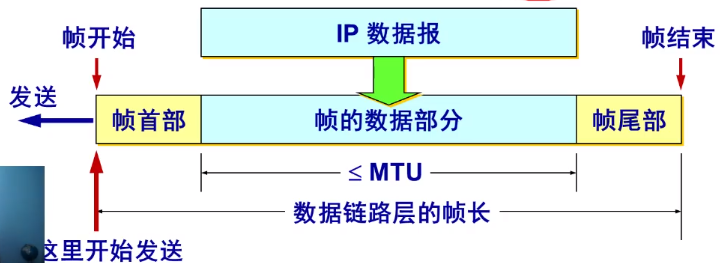 IP 数据报
帧开始
帧结束
发送
帧首部
帧的数据部分
帧尾部
≤ MTU
数据链路层的帧长
这里开始发送